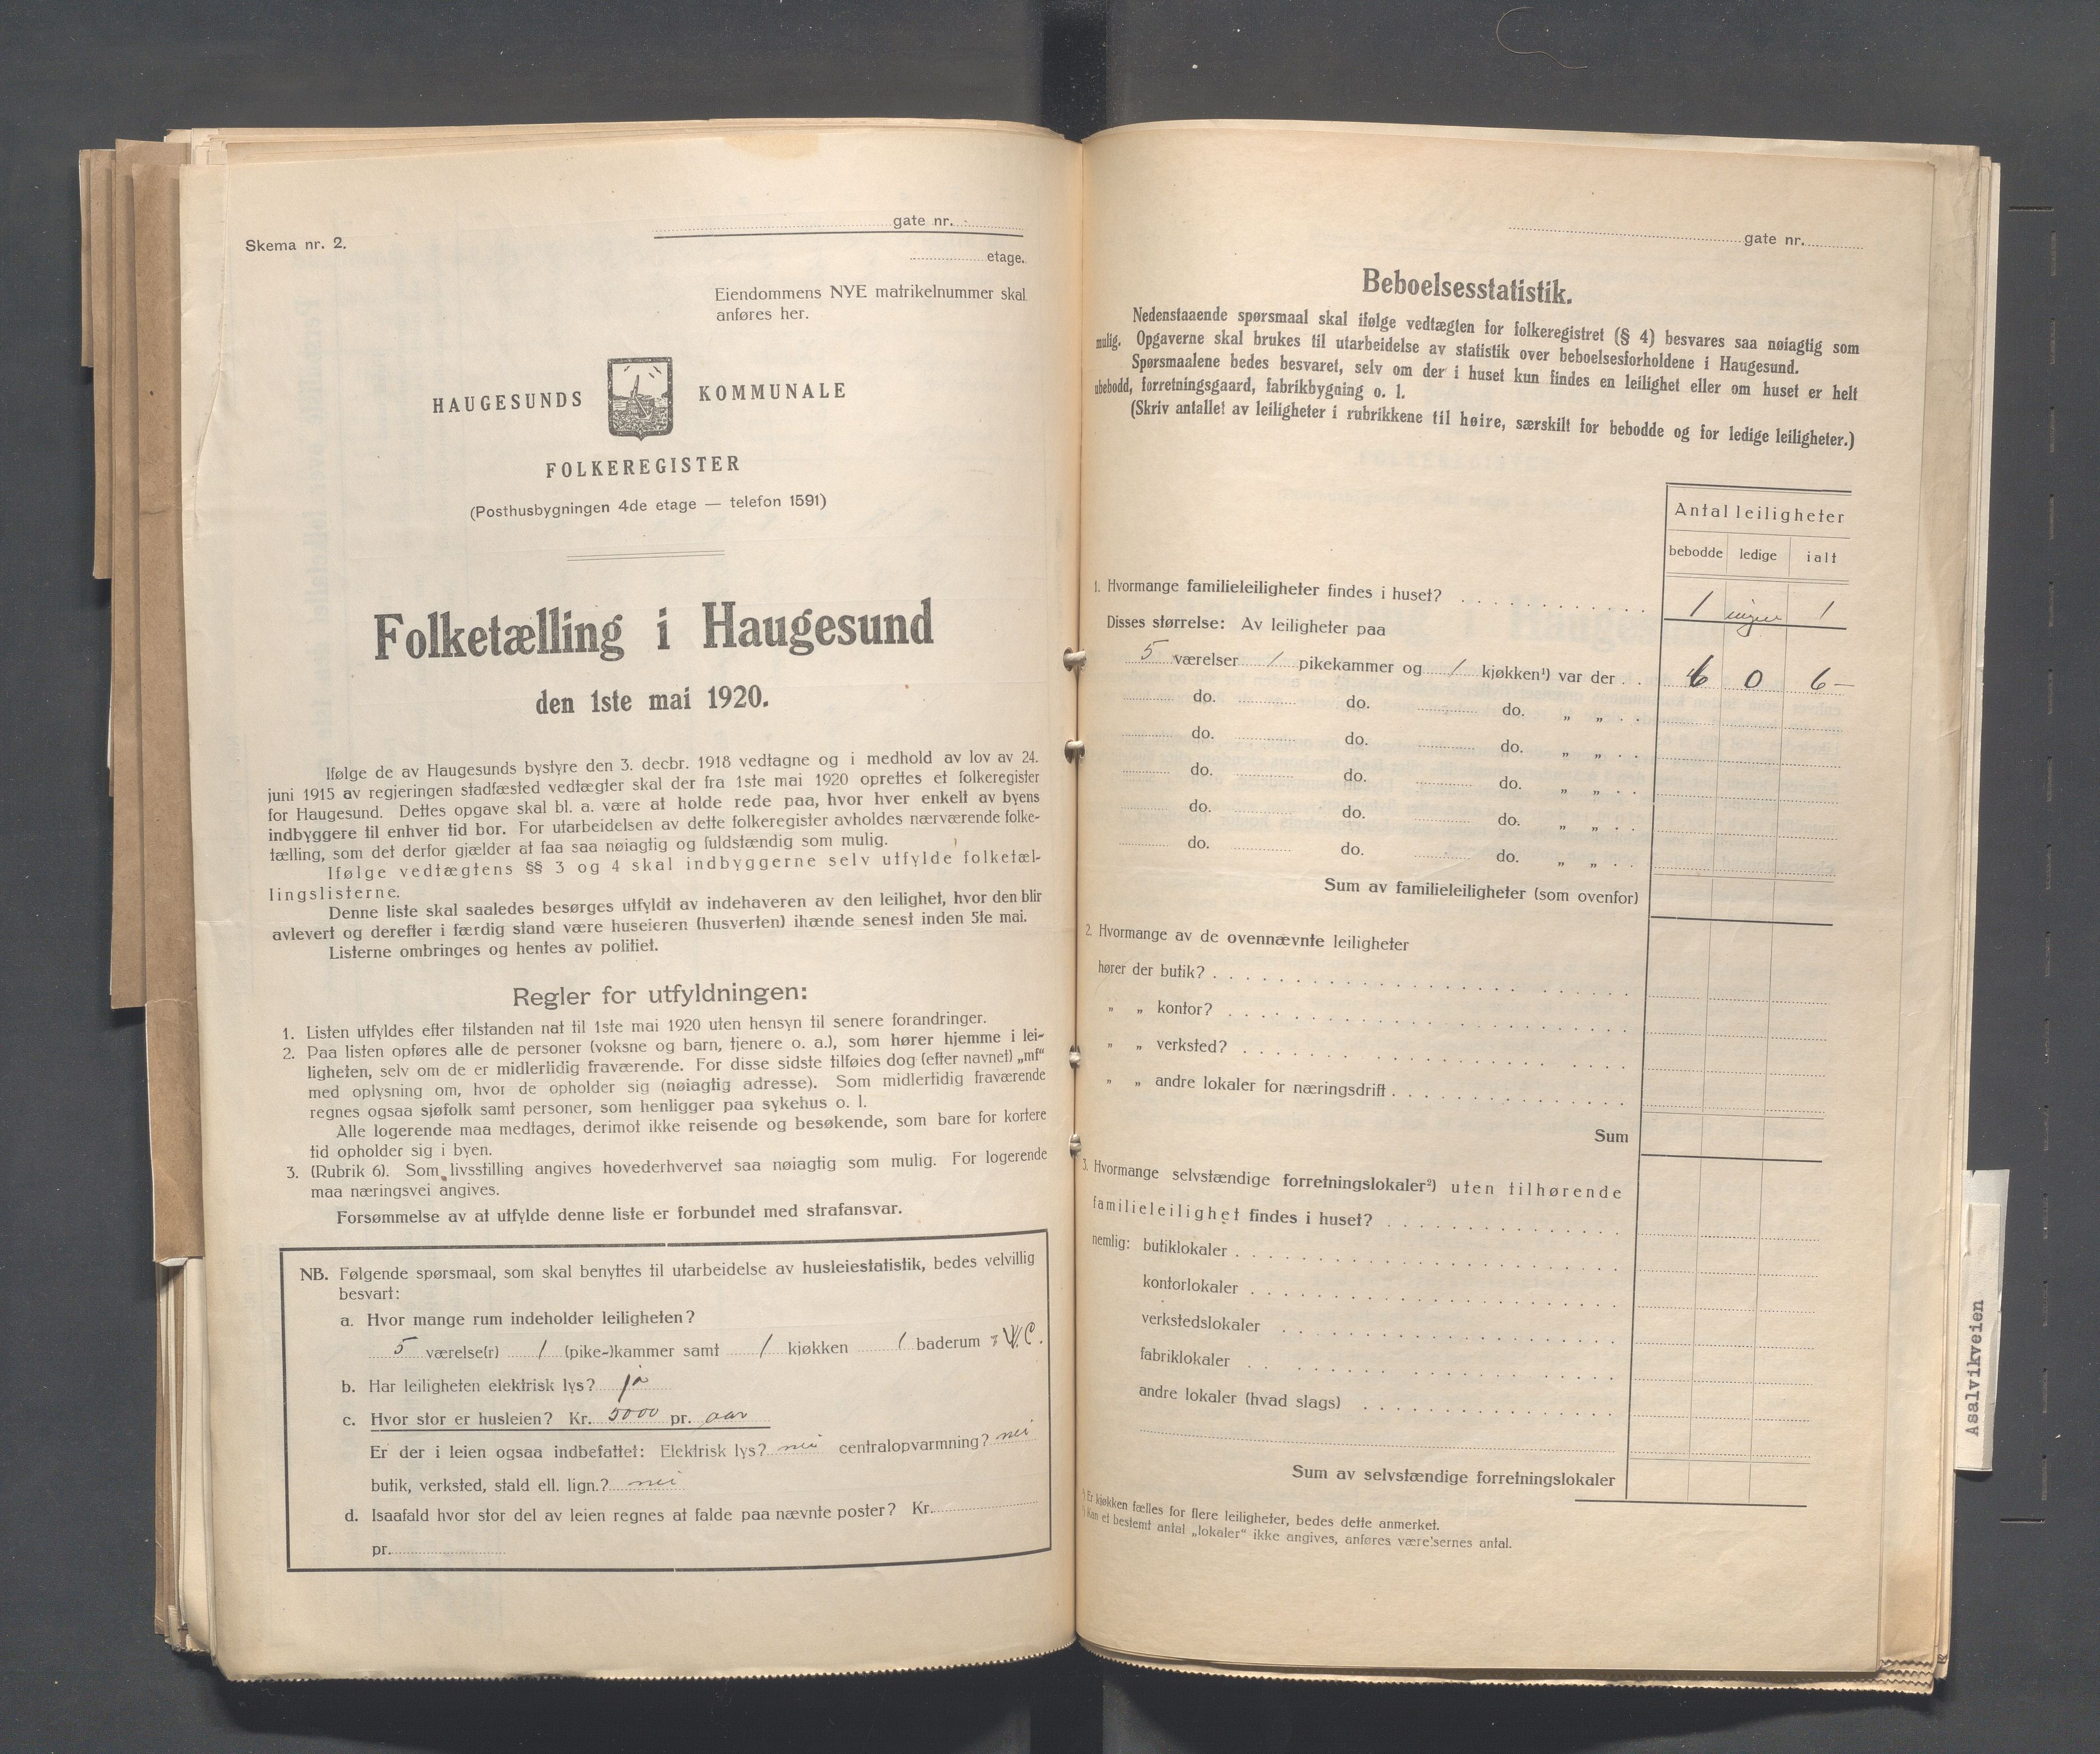 Skema nr. 2.
gate nr.
etage.
Eiendommens NYE matrikelnummer skal
anføres her.
HAUGESUNDS KOMMUNALE
FOLKEREGISTER
(Posthusbygningen 4de etage — telefon 1591)
Folketælling i Haugesund
den 1ste mai 1920.
Ifølge de av Haugesunds bystyre den 3. decbr. 1918 vedtagne og i medhold av lov av 24.
juni 1915 av regjeringen stadfæsted vedtægter skal der fra 1ste mai 1920 oprettes et folkeregister
for Haugesund. Dettes opgave skal bl. a. være at holde rede paa, hvor hver enkelt av byens
indbyggere til enhver tid bor. For utarbeidelsen av dette folkeregister avholdes nærværende folke-
tælling, som det derfor gjælder at faa saa nøiagtig og fuldstændig som mulig.
Ifølge vedtægtens §§ 3 og 4 skal indbyggerne selv utfylde folketæl-
lingslisterne.
Denne liste skal saaledes besørges utfyldt av indehaveren av den leilighet, hvor den blir
avlevert og derefter i færdig stand være huseieren (husverten) ihænde senest inden 5te mai.
Listerne ombringes og hentes av politiet.
Regler for utfyldningen:
1. Listen utfyldes efter tilstanden nat til 1ste mai 1920 uten hensyn til senere forandringer.
2. Paa listen opføres alle de personer (voksne og barn, tjenere o. a.), som hører hjemme i lei-
ligheten, selv om de er midlertidig fraværende. For disse sidste tilføies dog (efter navnet) „mf“
med oplysning om, hvor de opholder sig (nøiagtig adresse). Som midlertidig fraværende
regnes ogsaa sjøfolk samt personer, som henligger paa sykehus o. l.
Alle logerende maa medtages, derimot ikke reisende og besøkende, som bare for kortere
tid opholder sig i byen.
3. (Rubrik 6). Som livsstilling angives hovederhvervet saa nøiagtig som mulig. For logerende
maa næringsvei angives.
Forsømmelse av at utfylde denne liste er forbundet med strafansvar.
NB. Følgende spørsmaal, som skal benyttes til utarbeidelse av husleiestatistik, bedes velvillig
besvart:
a. Hvor mange rum indeholder leiligheten?
5 værelse(r) 1 (pike-)kammer samt 1 kjøkken 1 baderum & W.C.
b. Har leiligheten elektrisk lys? ja
c. Hvor stor er husleien? Kr. 5000 pr. aar
Er der i leien ogsaa indbefattet: Elektrisk lys? nei centralopvarmning? nei
butik, verksted, stald ell. lign.? nei
d. Isaafald hvor stor del av leien regnes at falde paa nævnte poster? Kr.
pr.
gate nr.
Beboelsesstatistik.
Nedenstaaende spørsmaal skal ifølge vedtægten for folkeregistret (§ 4) besvares saa nøiagtig som
mulig. Opgaverne skal brukes til utarbeidelse av statistik over beboelsesforholdene i Haugesund.
Spørsmaalene bedes besvaret, selv om der i huset kun findes en leilighet eller om huset er helt
ubebodd, forretningsgaard, fabrikbygning o. l.
(Skriv antallet av leiligheter i rubrikkene til høire, særskilt for bebodde og for ledige leiligheter.)
Antal leiligheter
bebodde ledige ialt
1. Hvormange familieleiligheter findes i huset? 1 ingen 1
Disses størrelse: Av leiligheter paa
5 værelser 1 pikekammer og 1 kjøkken¹) var der 6 0 6 —
do. do. do. „ „
do. do. do. „ „
do. do. do. „ „
do. do. do. „ „
do. do. do. „ „
Sum av familieleiligheter (som ovenfor)
2. Hvormange av de ovennævnte leiligheter
hører der butik?
„ „ kontor?
„ „ verksted?
„ „ andre lokaler for næringsdrift
Sum
3. Hvormange selvstændige forretningslokaler²) uten tilhørende
familieleilighet findes i huset?
nemlig: butiklokaler
kontorlokaler
verkstedslokaler
fabriklokaler
andre lokaler (hvad slags)
Sum av selvstændige forretningslokaler
¹) Er kjøkken fælles for flere leiligheter, bedes dette anmerket.
²) Kan et bestemt antal „lokaler“ ikke angives, anføres værelsernes antal.
Asalvikveien